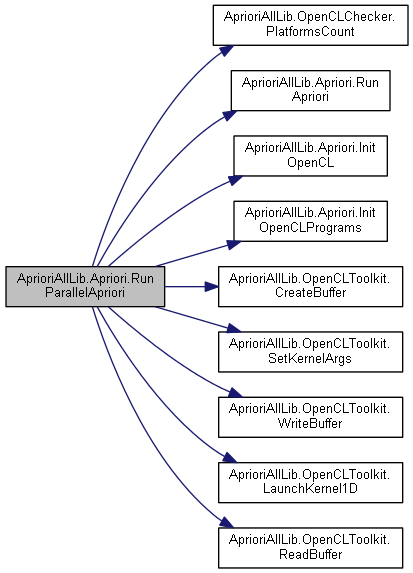 AprioriAllLib.OpenCLChecker.
PlatformsCount
AprioriAllLib.Apriori.Run
Apriori
AprioriAllLib.Apriori.Init
OpenCL
AprioriAllLib.Apriori.Init
OpenCLPrograms
AprioriAllLib.Apriori.Run
ParallelApriori
AprioriAllLib.OpenCLToolkit.
CreateBuffer
AprioriAllLib.OpenCLToolkit.
SetKernelArgs
AprioriAllLib.OpenCLToolkit.
WriteBuffer
AprioriAllLib.OpenCLToolkit.
LaunchKernel1D
AprioriAllLib.OpenCLToolkit.
ReadBuffer